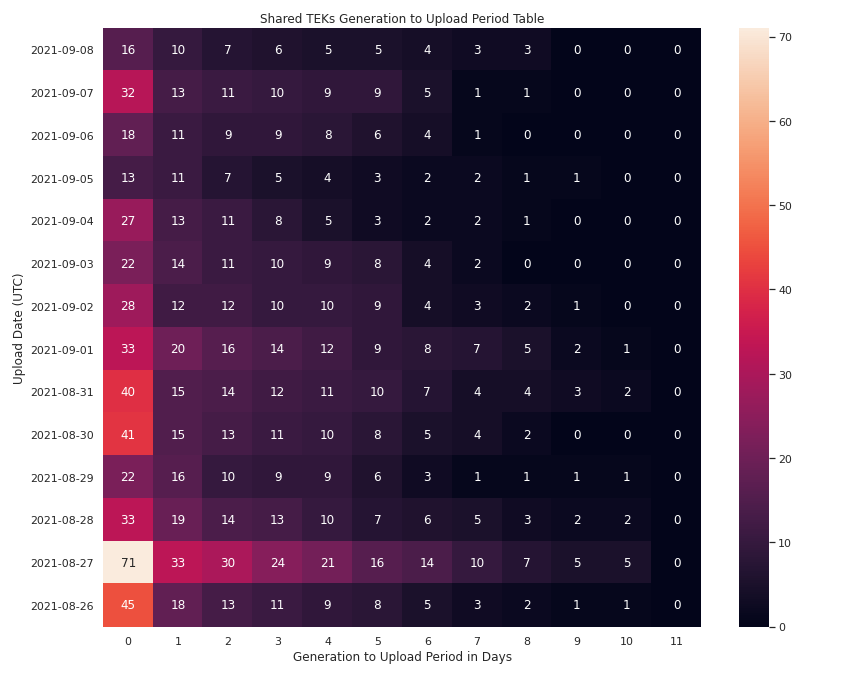 Shared TEKs Generation to Upload Period Table
Upload Date (UTC)
2021-09-08 16 10 7 6 5 5 4 3 3 0 0 0
2021-09-07 32 13 11 10 9 9 5 1 1 0 0 0
2021-09-06 18 11 9 9 8 6 4 1 0 0 0 0
2021-09-05 13 11 7 5 4 3 2 2 1 1 0 0
2021-09-04 27 13 11 8 5 3 2 2 1 0 0 0
2021-09-03 22 14 11 10 9 8 4 2 0 0 0 0
2021-09-02 28 12 12 10 10 9 4 3 2 1 0 0
2021-09-01 33 20 16 14 12 9 8 7 5 2 1 0
2021-08-31 40 15 14 12 11 10 7 4 4 3 2 0
2021-08-30 41 15 13 11 10 8 5 4 2 0 0 0
2021-08-29 22 16 10 9 9 6 3 1 1 1 1 0
2021-08-28 33 19 14 13 10 7 6 5 3 2 2 0
2021-08-27 71 33 30 24 21 16 14 10 7 5 5 0
2021-08-26 45 18 13 11 9 8 5 3 2 1 1 0
0 1 2 3 4 5 6 7 8 9 10 11
Generation to Upload Period in Days
70
60
50
40
30
20
10
0